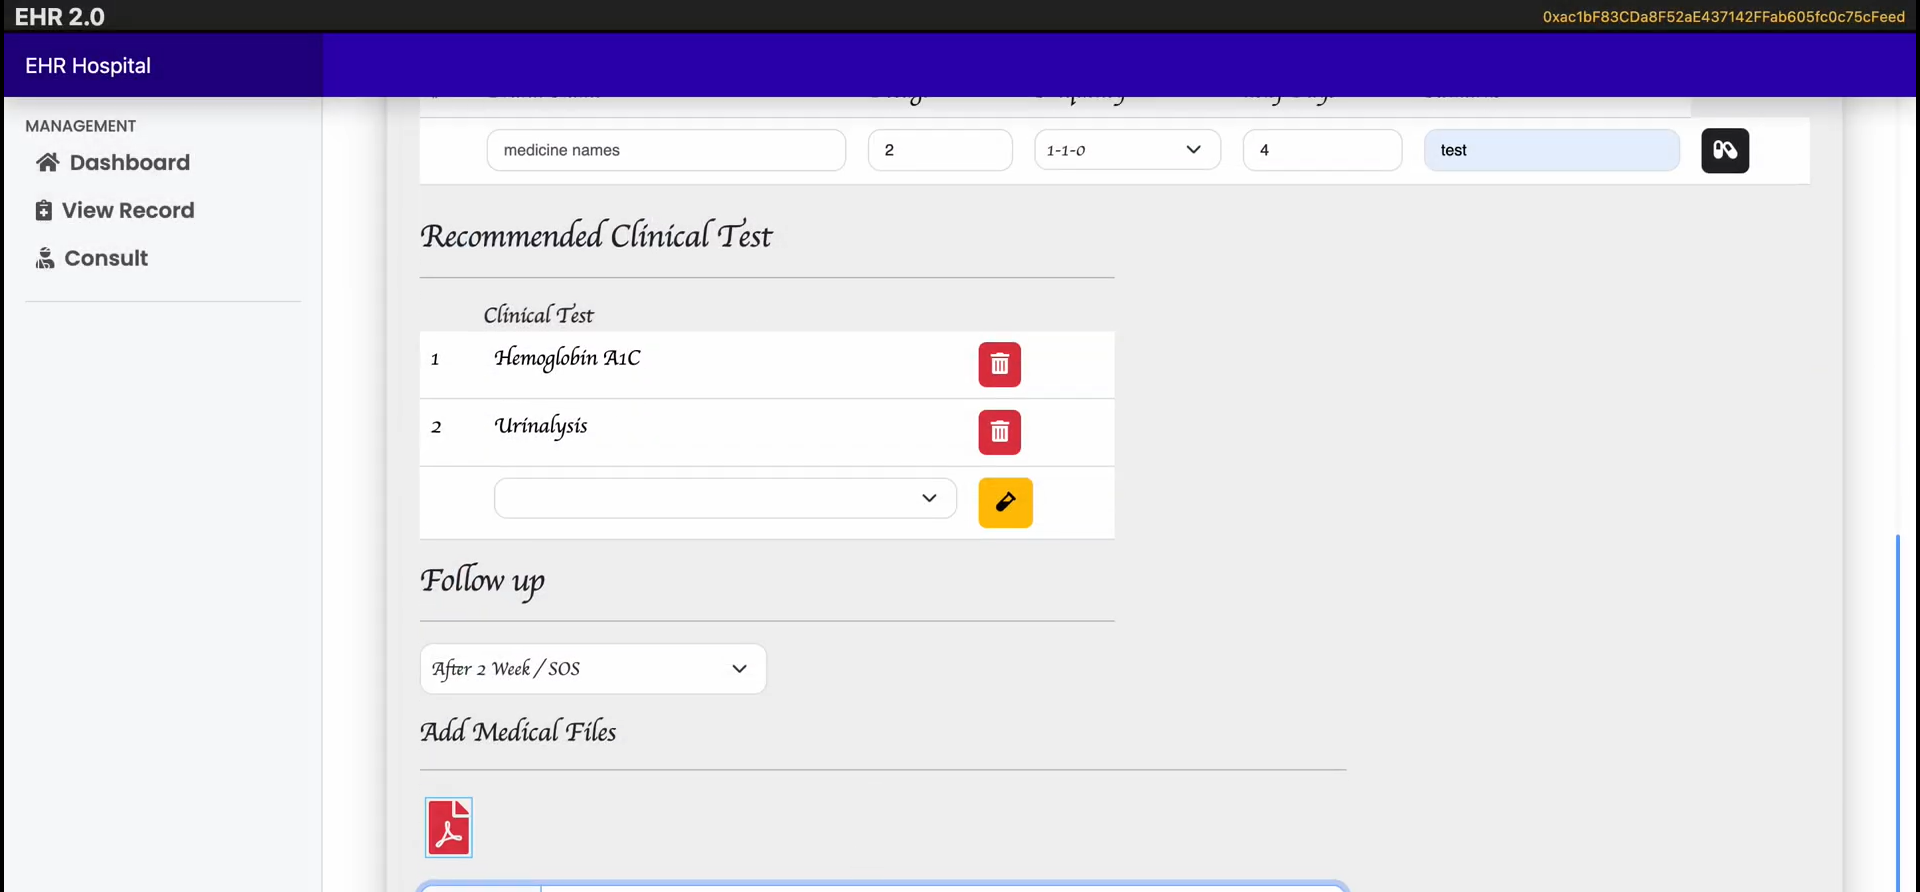 EHR 2.0
0xac1bF83CDa8F52aE437142FFab605fc0c75cFeed
EHR Hospital
MANAGEMENT
Dashboard
View Record
Consult
medicine names 2 1-1-0 4 test
Recommended Clinical Test
Clinical Test
1 Hemoglobin A1C
2 Urinalysis
Follow up
After 2 Week / SOS
Add Medical Files